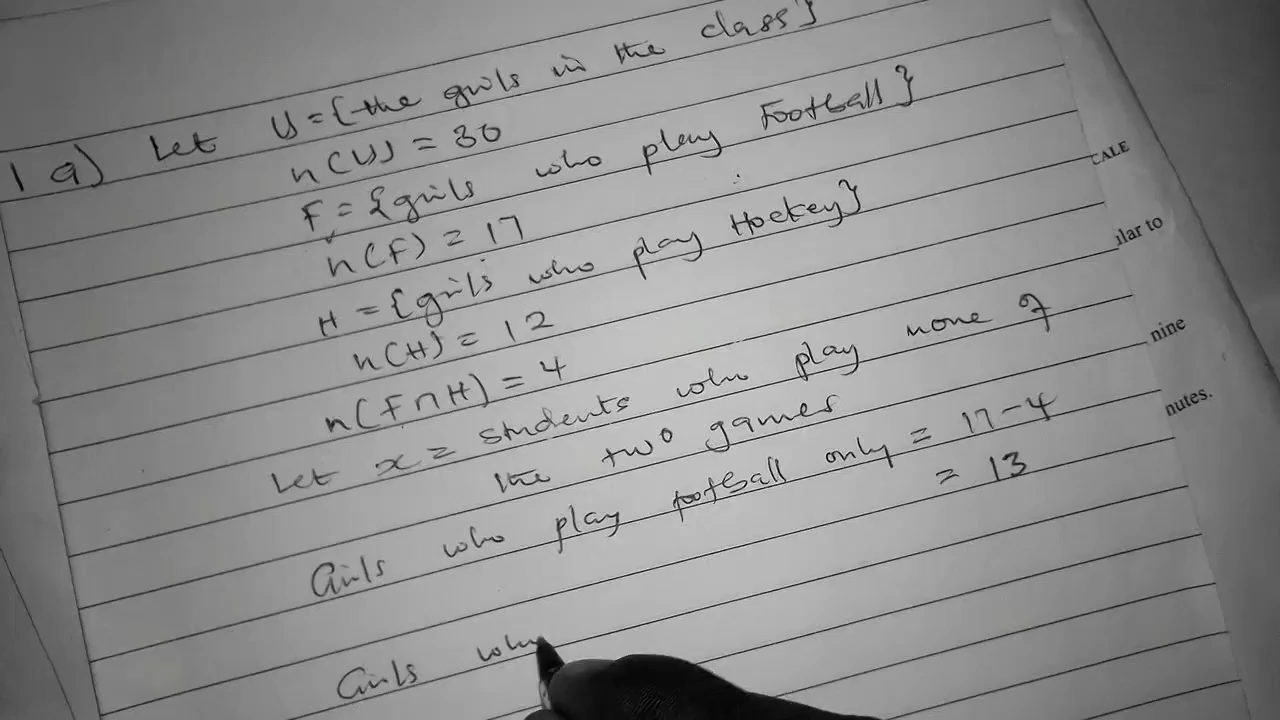 1 a) Let U = {the girls in the class}
n(U) = 30
F = {girls who play Football}
n(F) = 17
H = {girls who play Hockey}
n(H) = 12
n(F∩H) = 4
Let x = students who play none of
the two games
Girls who play football only = 17-4
= 13
Girls who
CALE
ilar to
nine
nutes.